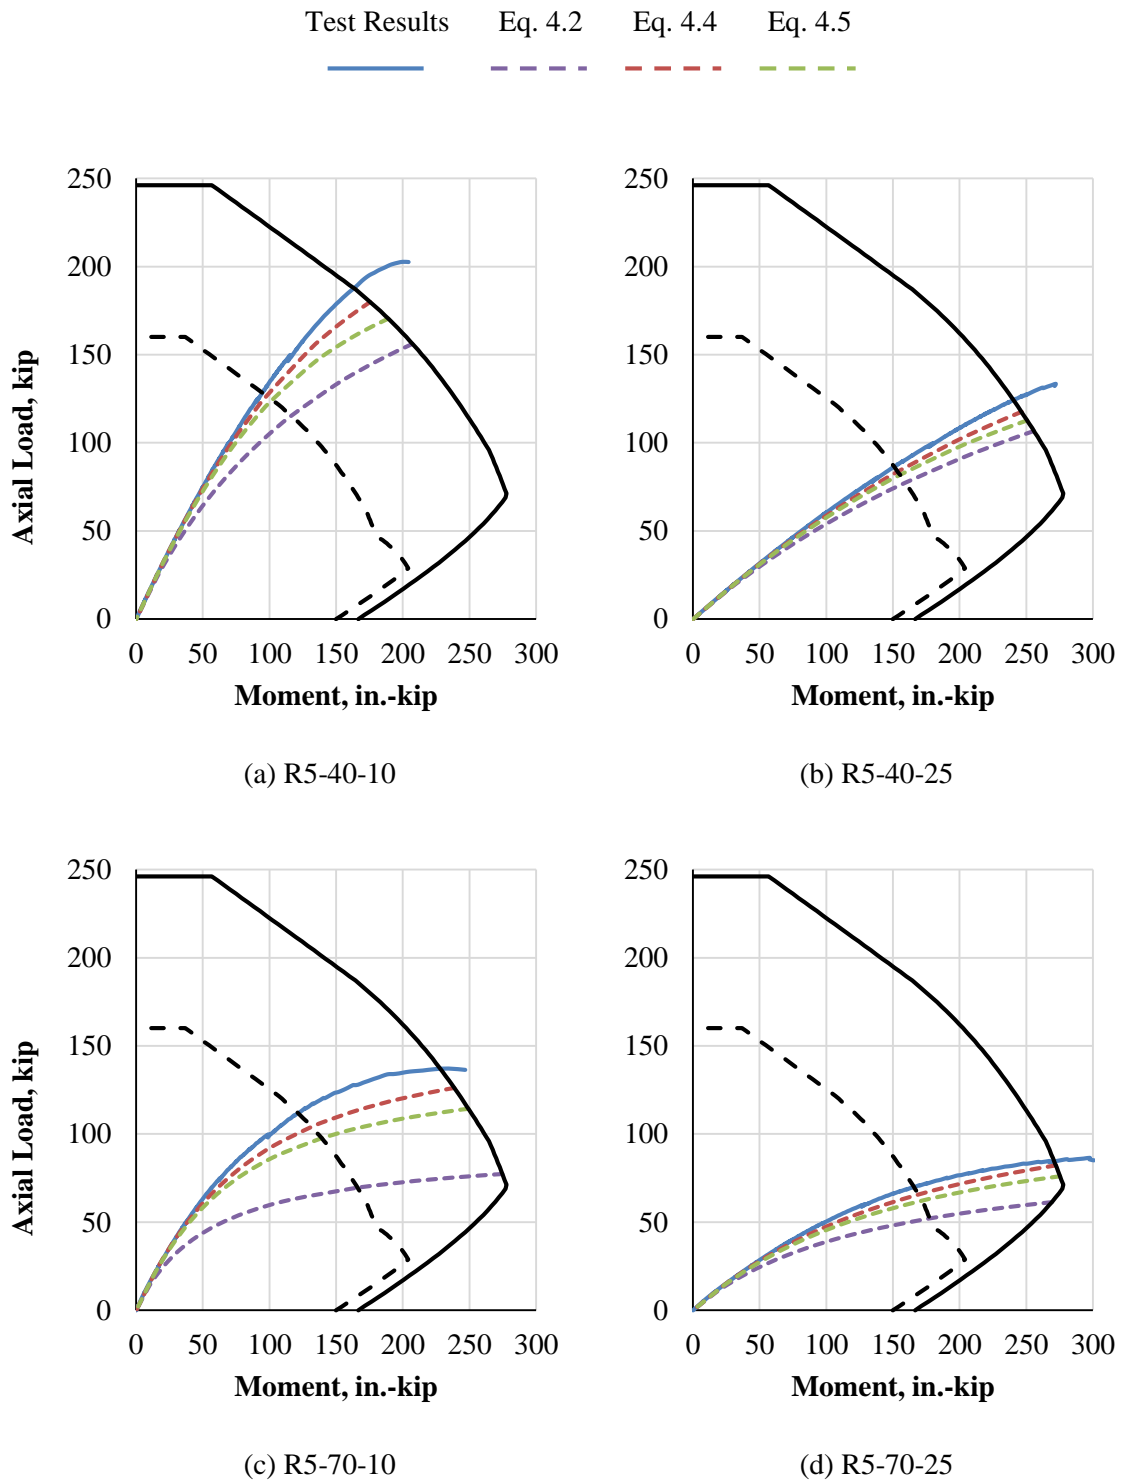 Test Results Eq. 4.2 Eq. 4.4 Eq. 4.5
Axial Load, kip
250
200
150
100
50
0
0 50 100 150 200 250 300
Moment, in.-kip
(a) R5-40-10
250
200
150
100
50
0
0 50 100 150 200 250 300
Moment, in.-kip
(b) R5-40-25
Axial Load, kip
250
200
150
100
50
0
0 50 100 150 200 250 300
Moment, in.-kip
(c) R5-70-10
250
200
150
100
50
0
0 50 100 150 200 250 300
Moment, in.-kip
(d) R5-70-25